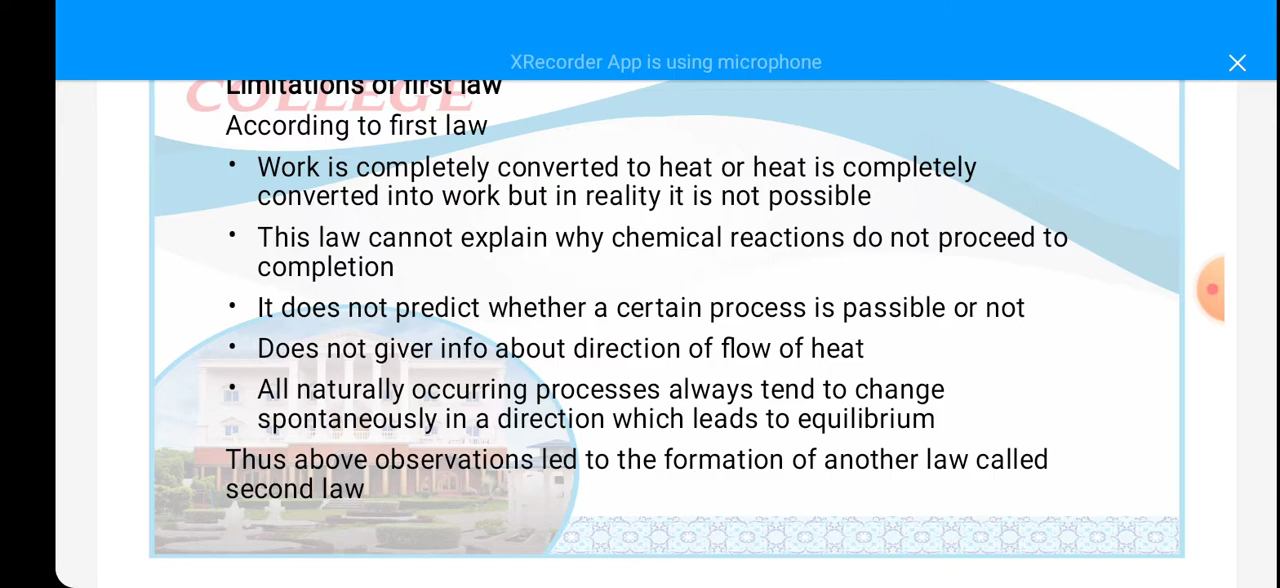 XRecorder App is using microphone
COLLEGE
Limitations of first law
According to first law
• Work is completely converted to heat or heat is completely
converted into work but in reality it is not possible
• This law cannot explain why chemical reactions do not proceed to
completion
• It does not predict whether a certain process is passible or not
• Does not giver info about direction of flow of heat
• All naturally occurring processes always tend to change
spontaneously in a direction which leads to equilibrium
Thus above observations led to the formation of another law called
second law